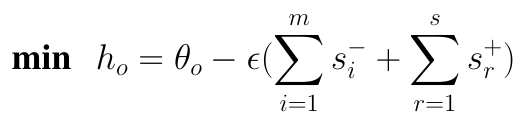 min h_o = θ_o − ϵ(∑_{i=1}^{m} s_i^− + ∑_{r=1}^{s} s_r^+)